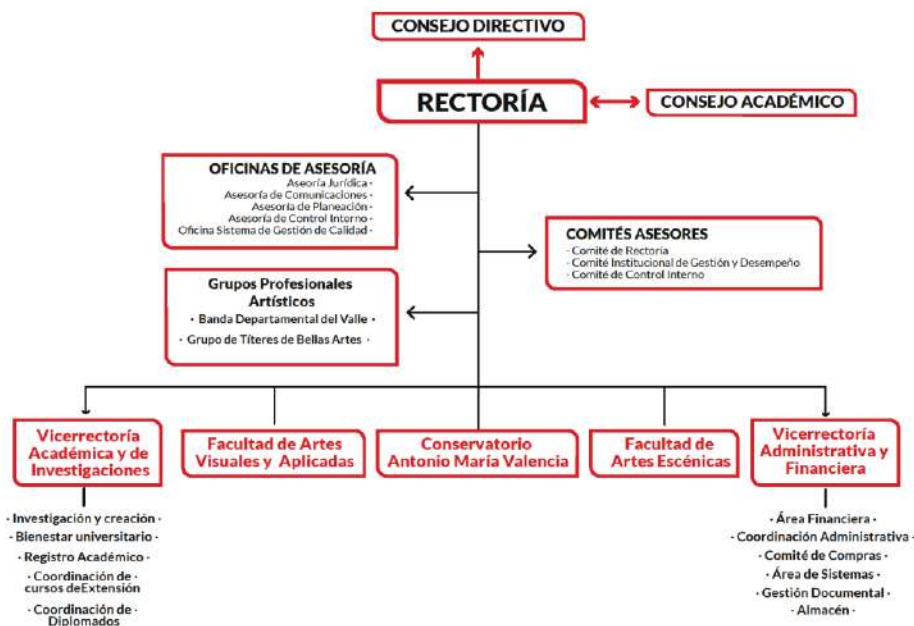 CONSEJO DIRECTIVO
RECTORÍA
CONSEJO ACADÉMICO
OFICINAS DE ASESORÍA
Aseoría Jurídica ·
Asesoría de Comunicaciones ·
Asesoría de Planeación ·
Asesoría de Control Interno ·
Oficina Sistema de Gestión de Calidad ·
COMITÉS ASESORES
· Comité de Rectoría
· Comité Institucional de Gestión y Desempeño
· Comité de Control Interno
Grupos Profesionales
Artísticos
· Banda Departamental del Valle ·
· Grupo de Títeres de Bellas Artes ·
Vicerrectoría
Académica y de
Investigaciones
Facultad de Artes
Visuales y Aplicadas
Conservatorio
Antonio María Valencia
Facultad de
Artes Escénicas
Vicerrectoría
Administrativa y
Financiera
· Investigación y creación ·
· Bienestar universitario ·
· Registro Académico ·
· Coordinación de ·
cursos de Extensión
· Coordinación de ·
Diplomados
· Área Financiera ·
· Coordinación Administrativa ·
· Comité de Compras ·
· Área de Sistemas ·
· Gestión Documental ·
· Almacén ·